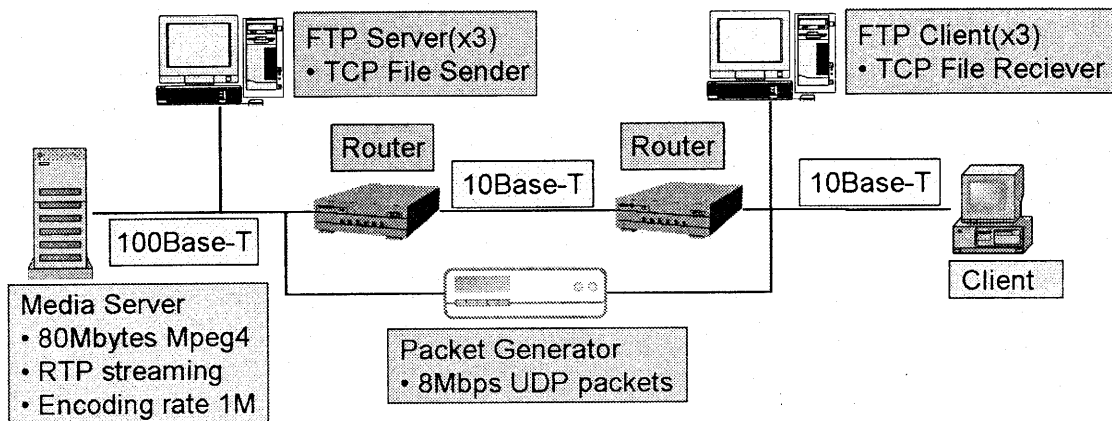 FTP Server(x3)
• TCP File Sender
FTP Client(x3)
• TCP File Reciever
Router
Router
10Base-T
10Base-T
100Base-T
Client
Media Server
• 80Mbytes Mpeg4
• RTP streaming
• Encoding rate 1M
Packet Generator
• 8Mbps UDP packets